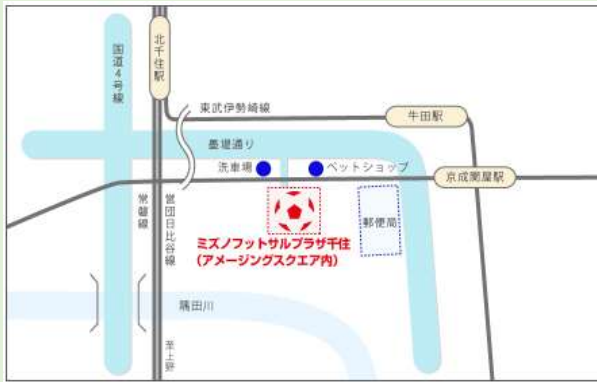 国道4号線
北千住駅
東武伊勢崎線
牛田駅
墨堤通り
洗車場
ペットショップ
京成関屋駅
常磐線
営団日比谷線
郵便局
ミズノフットサルプラザ千住
(アメージングスクエア内)
隅田川
至上野